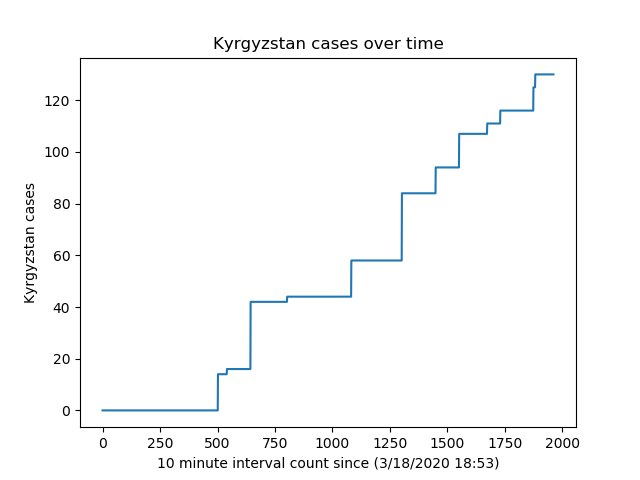 Kyrgyzstan cases over time
Kyrgyzstan cases
120
100
80
60
40
20
0
0 250 500 750 1000 1250 1500 1750 2000
10 minute interval count since (3/18/2020 18:53)